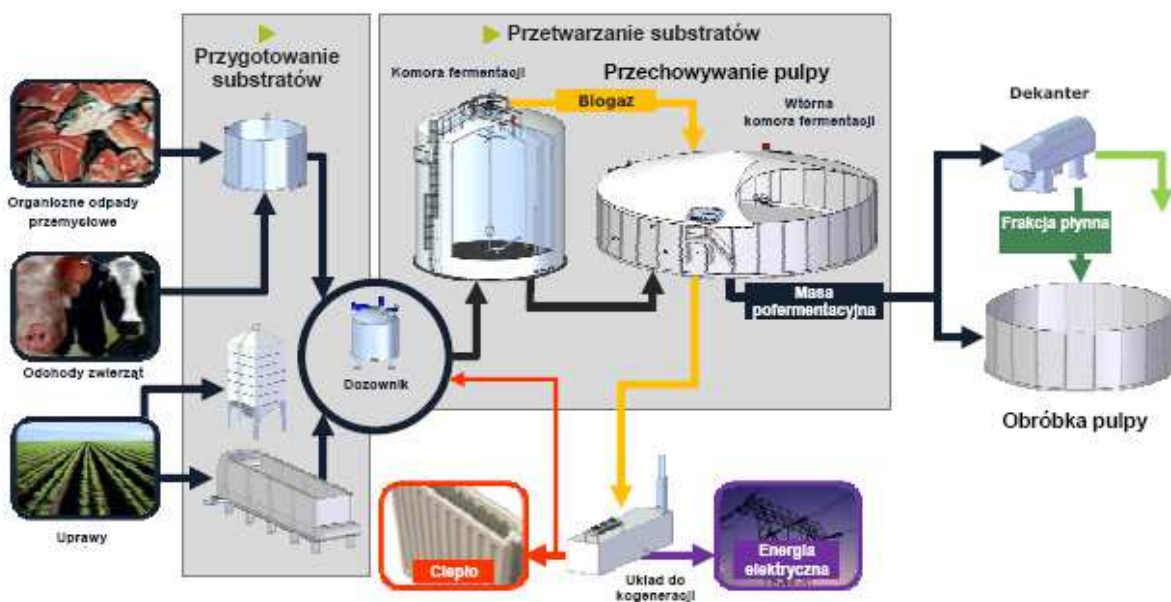 Przygotowanie
substratów
Przetwarzanie substratów
Komora fermentacji
Przechowywanie pulpy
Biogaz
Wtórna
komora fermentacji
Dekanter
Organiczne odpady
przemysłowe
Frakcja płynna
Masa
pofermentacyjna
Odchody zwierząt
Dozownik
Obróbka pulpy
Uprawy
Ciepło
Układ do
kogeneracji
Energia
elektryczna